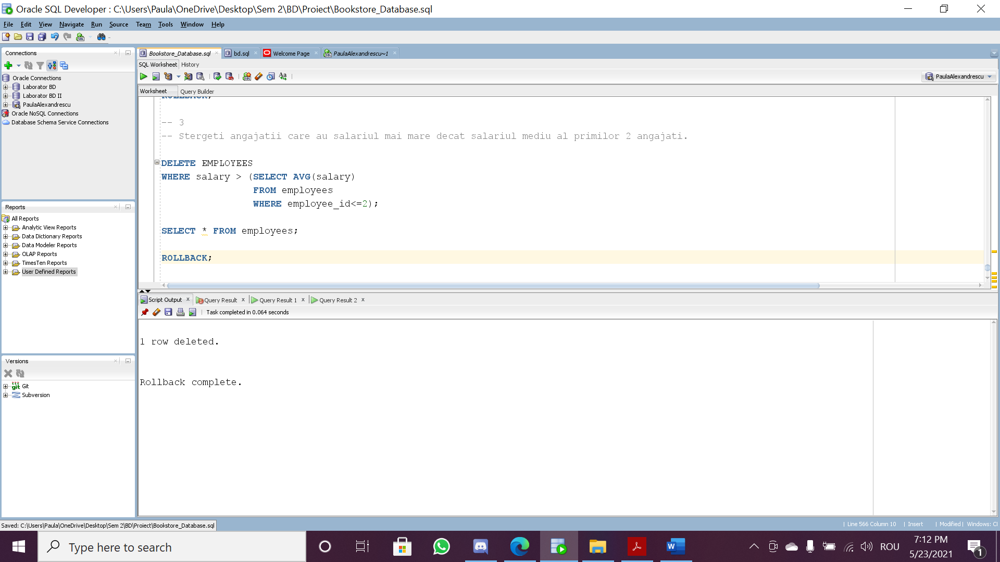 Oracle SQL Developer : C:\Users\Paula\OneDrive\Desktop\Sem 2\BD\Proiect\Bookstore_Database.sql
File Edit View Navigate Run Source Team Tools Window Help
Connections
Oracle Connections
Laborator BD
Laborator BD II
PaulaAlexandrescu
Oracle NoSQL Connections
Database Schema Service Connections
Reports
All Reports
Analytic View Reports
Data Dictionary Reports
Data Modeler Reports
OLAP Reports
TimesTen Reports
User Defined Reports
Versions
Git
Subversion
Bookstore_Database.sql bd.sql Welcome Page PaulaAlexandrescu~1
SQL Worksheet History
PaulaAlexandrescu
Worksheet Query Builder
ROLLBACK;
-- 3
-- Stergeti angajatii care au salariul mai mare decat salariul mediu al primilor 2 angajati.
DELETE EMPLOYEES
WHERE salary > (SELECT AVG(salary)
FROM employees
WHERE employee_id<=2);
SELECT * FROM employees;
ROLLBACK;
Script Output x Query Result x Query Result 1 x Query Result 2 x
Task completed in 0.064 seconds
1 row deleted.
Rollback complete.
Saved: C:\Users\Paula\OneDrive\Desktop\Sem 2\BD\Proiect\Bookstore_Database.sql
| Line 566 Column 10 | Insert | Modified | Windows: Cl
Type here to search
ROU
7:12 PM
5/23/2021
1